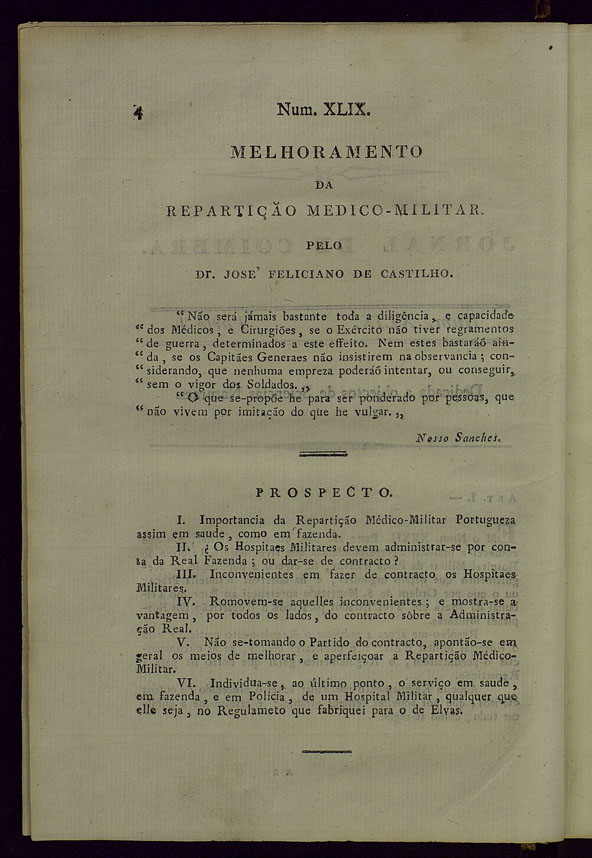 4
Num. XLIX.
MELHORAMENTO
DA
REPARTIÇÃO MEDICO-MILITAR.
PELO
Dr. JOSE' FELICIANO DE CASTILHO.
“ Não será jámais bastante toda a diligência, e capacidade
“ dos Médicos, e Cirurgiões, se o Exército não tiver regramentos
“ de guerra, determinados a este effeito. Nem estes bastaráõ ain-
“ da, se os Capitães Generaes não insistirem na observancia; con-
“ siderando, que nenhuma empreza poderáõ intentar, ou conseguir,
“ sem o vigor dos Soldados. „
“ O que se-propõe he para ser ponderado por pessoas, que
“ não vivem por imitação do que he vulgar. „
Nosso Sanches.
PROSPECTO.
I. Importancia da Repartição Médico-Militar Portugueza
assim em saude, como em fazenda.
II. ¿ Os Hospitaes Militares devem administrar-se por con-
ta da Real Fazenda; ou dar-se de contracto?
III. Inconvenientes em fazer de contracto os Hospitaes
Militares.
IV. Romovem-se aquelles inconvenientes; e mostra-se a
vantagem, por todos os lados, do contracto sôbre a Administra-
ção Real.
V. Não se-tomando o Partido do contracto, apontão-se em
geral os meios de melhorar, e aperfeiçoar a Repartição Médico-
Militar.
VI. Individua-se, ao último ponto, o serviço em saude,
em fazenda, e em Policia, de um Hospital Militar, qualquer que
elle seja, no Regulameto que fabriquei para o de Elvas.